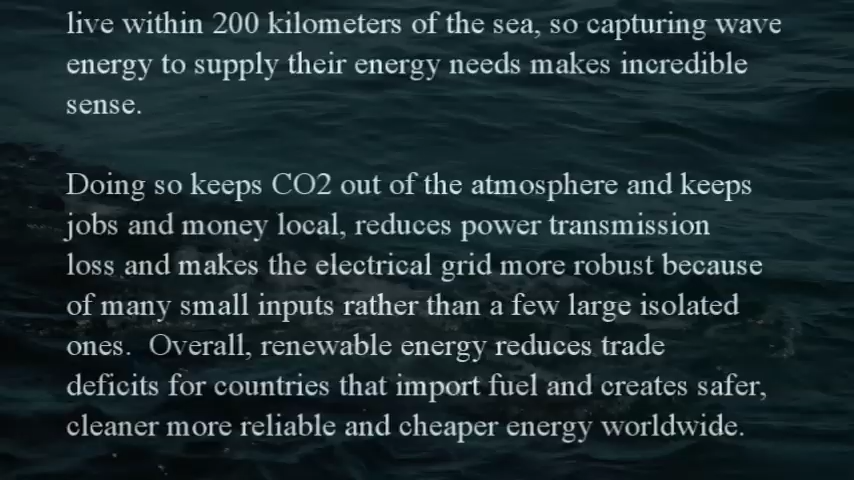 live within 200 kilometers of the sea, so capturing wave
energy to supply their energy needs makes incredible
sense.
Doing so keeps CO2 out of the atmosphere and keeps
jobs and money local, reduces power transmission
loss and makes the electrical grid more robust because
of many small inputs rather than a few large isolated
ones.  Overall, renewable energy reduces trade
deficits for countries that import fuel and creates safer,
cleaner more reliable and cheaper energy worldwide.